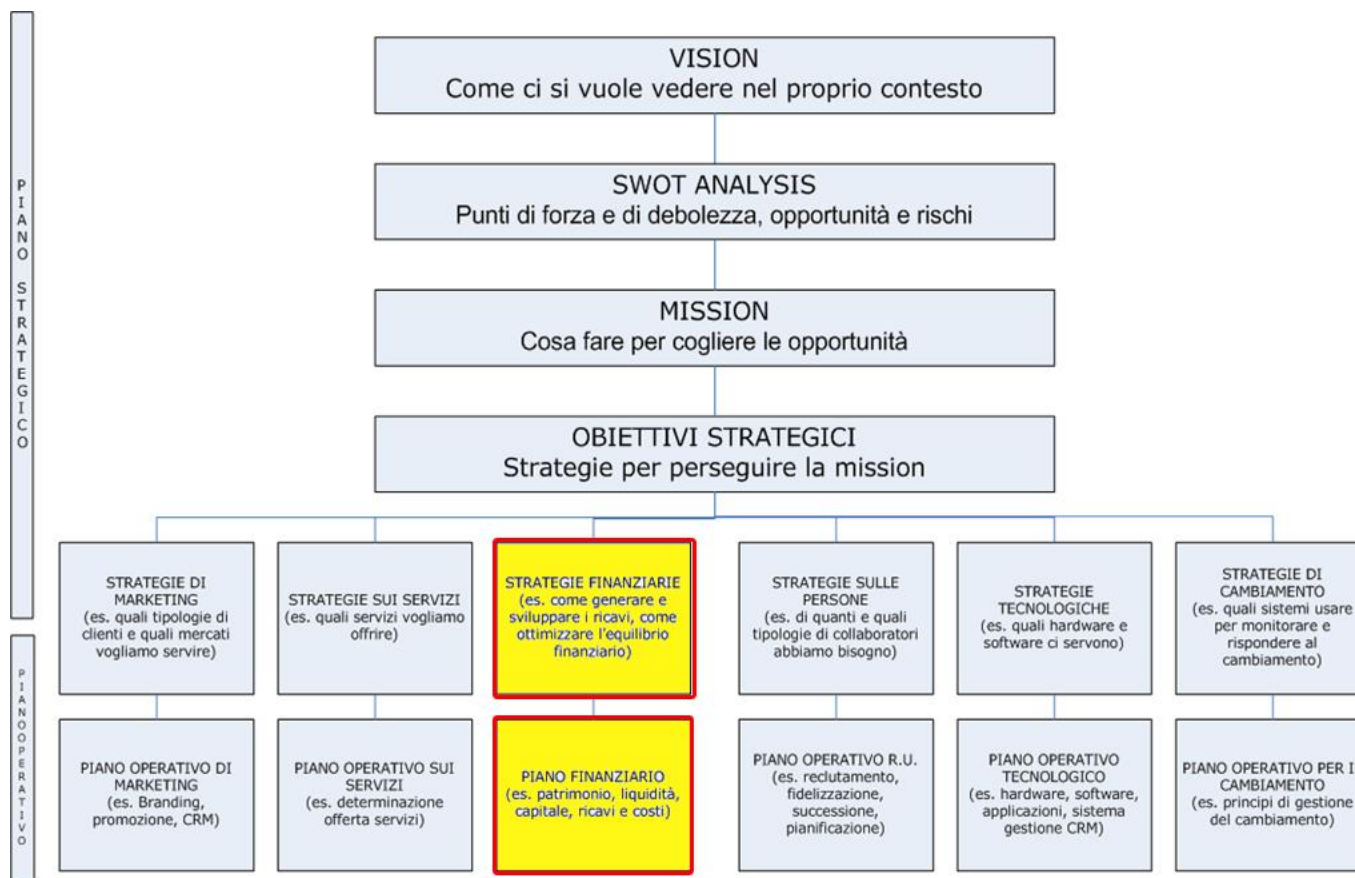 PIANO STRATEGICO
VISION
Come ci si vuole vedere nel proprio contesto
SWOT ANALYSIS
Punti di forza e di debolezza, opportunità e rischi
MISSION
Cosa fare per cogliere le opportunità
OBIETTIVI STRATEGICI
Strategie per perseguire la mission
STRATEGIE DI
MARKETING
(es. quali tipologie di
clienti e quali mercati
vogliamo servire)
STRATEGIE SUI SERVIZI
(es. quali servizi vogliamo
offrire)
STRATEGIE FINANZIARIE
(es. come generare e
sviluppare i ricavi, come
ottimizzare l'equilibrio
finanziario)
STRATEGIE SULLE
PERSONE
(es. di quanti e quali
tipologie di collaboratori
abbiamo bisogno)
STRATEGIE
TECNOLOGICHE
(es. quali hardware e
software ci servono)
STRATEGIE DI
CAMBIAMENTO
(es. quali sistemi usare
per monitorare e
rispondere al
cambiamento)
PIANO OPERATIVO
PIANO OPERATIVO DI
MARKETING
(es. Branding,
promozione, CRM)
PIANO OPERATIVO SUI
SERVIZI
(es. determinazione
offerta servizi)
PIANO FINANZIARIO
(es. patrimonio, liquidità,
capitale, ricavi e costi)
PIANO OPERATIVO R.U.
(es. reclutamento,
fidelizzazione,
successione,
pianificazione)
PIANO OPERATIVO
TECNOLOGICO
(es. hardware, software,
applicazioni, sistema
gestione CRM)
PIANO OPERATIVO PER I
CAMBIAMENTO
(es. principi di gestione
del cambiamento)